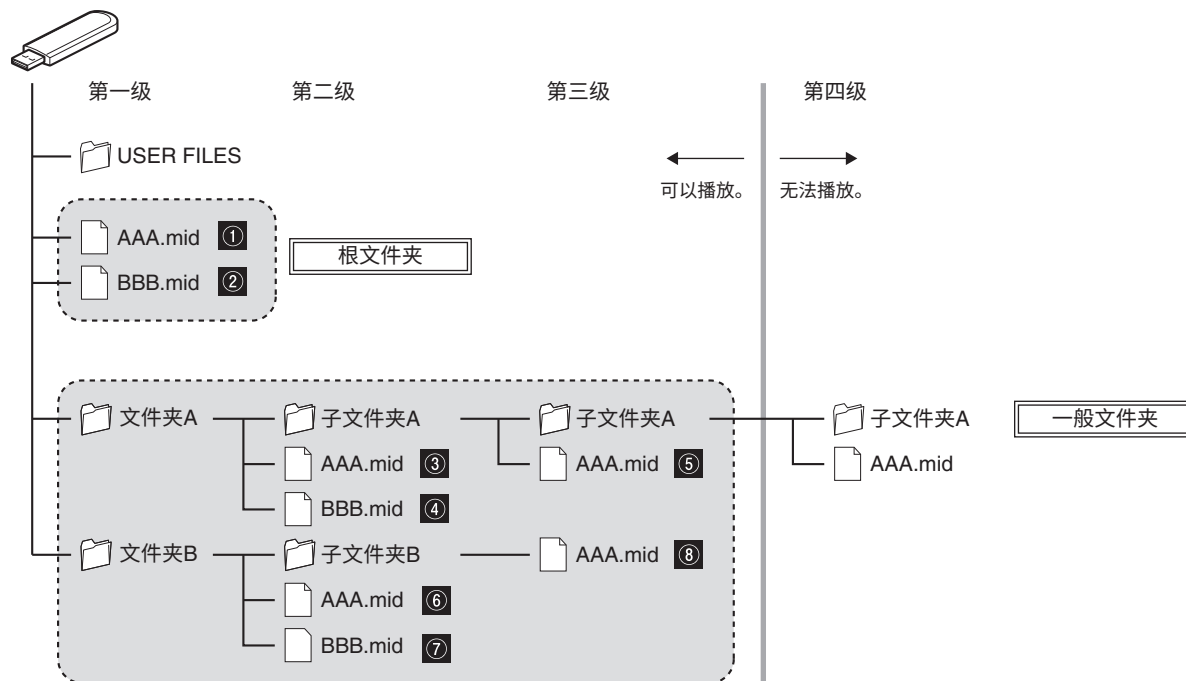 第一级 第二级 第三级 第四级
USER FILES
可以播放。 无法播放。
AAA.mid ①
根文件夹
BBB.mid ②
文件夹A 子文件夹A 子文件夹A 子文件夹A 一般文件夹
AAA.mid ③ AAA.mid ⑤ AAA.mid
BBB.mid ④
文件夹B 子文件夹B AAA.mid ⑧
AAA.mid ⑥
BBB.mid ⑦